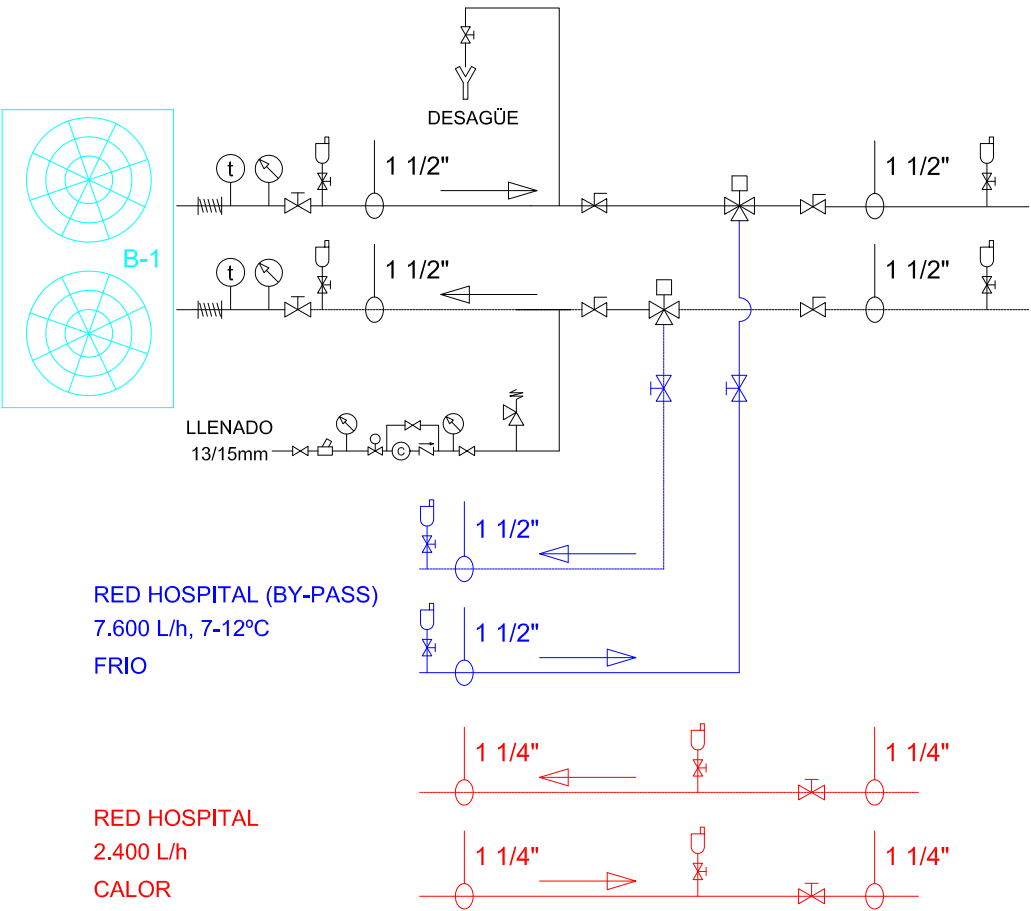 DESAGÜE
t
1 1/2"
1 1/2"
B-1
t
1 1/2"
1 1/2"
LLENADO
13/15mm
C
1 1/2"
RED HOSPITAL (BY-PASS)
7.600 L/h, 7-12ºC
FRIO
1 1/2"
1 1/4"
1 1/4"
RED HOSPITAL
2.400 L/h
CALOR
1 1/4"
1 1/4"